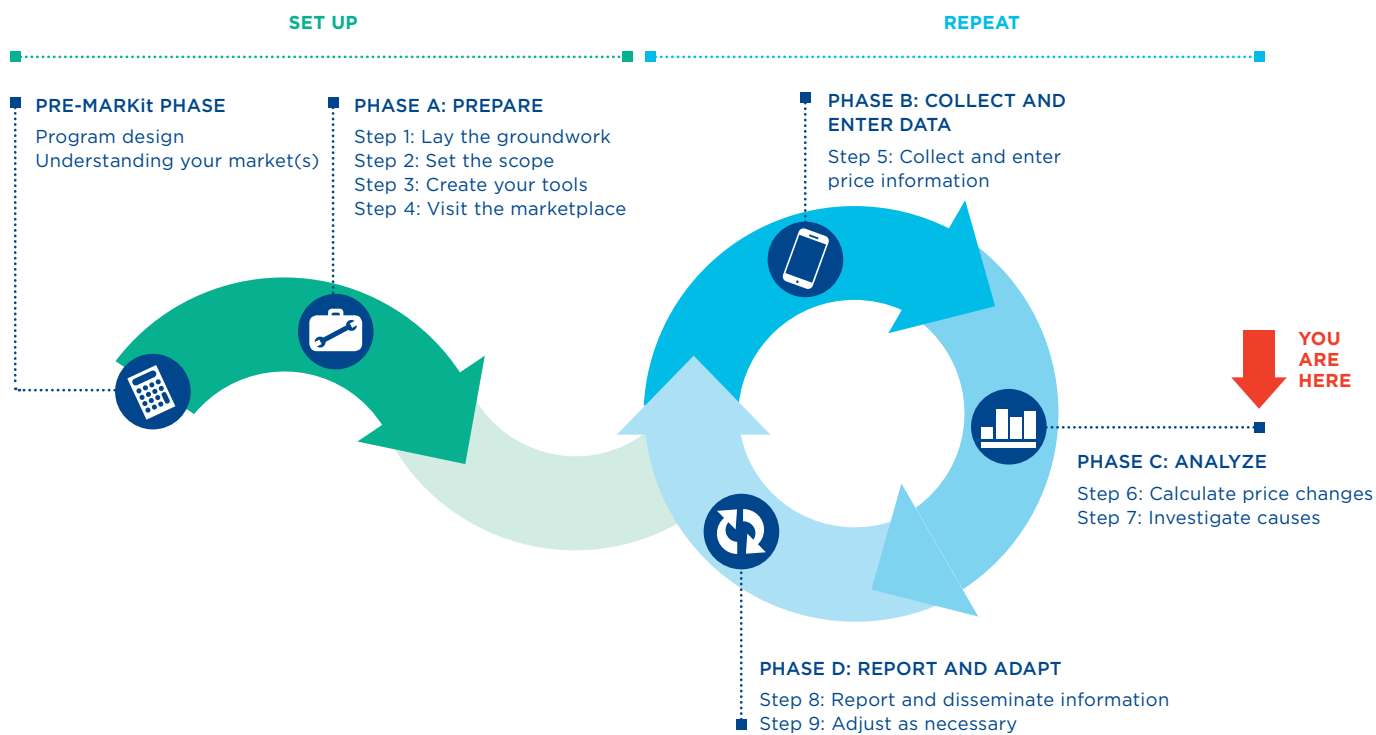 SET UP
REPEAT
PRE-MARKit PHASE
Program design
Understanding your market(s)
PHASE A: PREPARE
Step 1: Lay the groundwork
Step 2: Set the scope
Step 3: Create your tools
Step 4: Visit the marketplace
PHASE B: COLLECT AND
ENTER DATA
Step 5: Collect and enter
price information
YOU
ARE
HERE
PHASE C: ANALYZE
Step 6: Calculate price changes
Step 7: Investigate causes
PHASE D: REPORT AND ADAPT
Step 8: Report and disseminate information
Step 9: Adjust as necessary